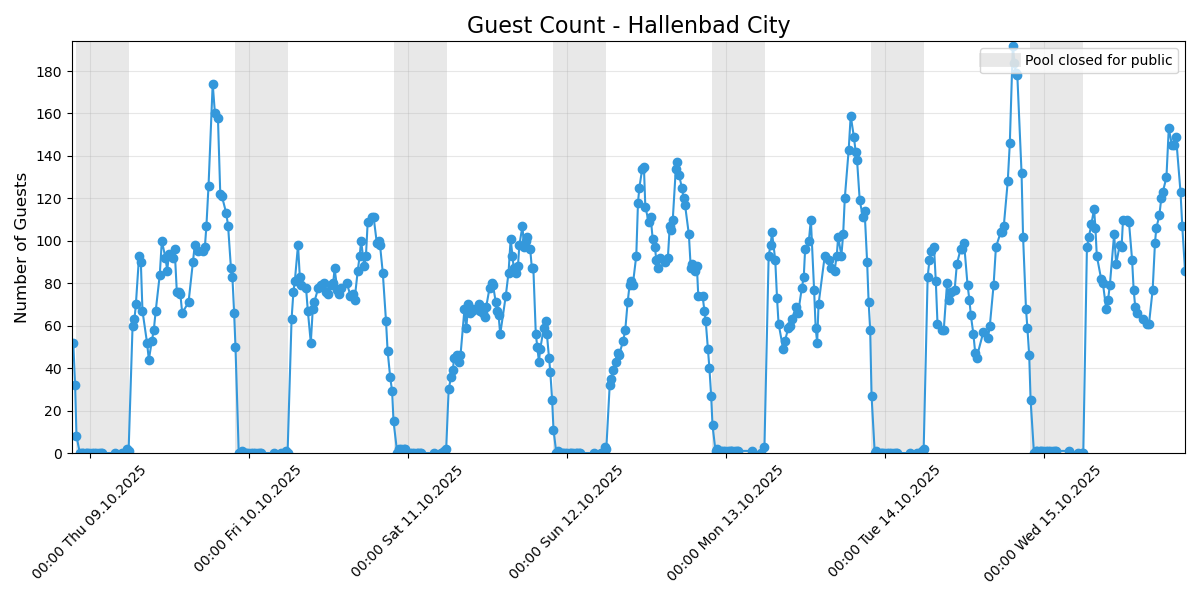 Guest Count - Hallenbad City
Pool closed for public
Number of Guests
180
160
140
120
100
80
60
40
20
0
00:00 Thu 09.10.2025
00:00 Fri 10.10.2025
00:00 Sat 11.10.2025
00:00 Sun 12.10.2025
00:00 Mon 13.10.2025
00:00 Tue 14.10.2025
00:00 Wed 15.10.2025